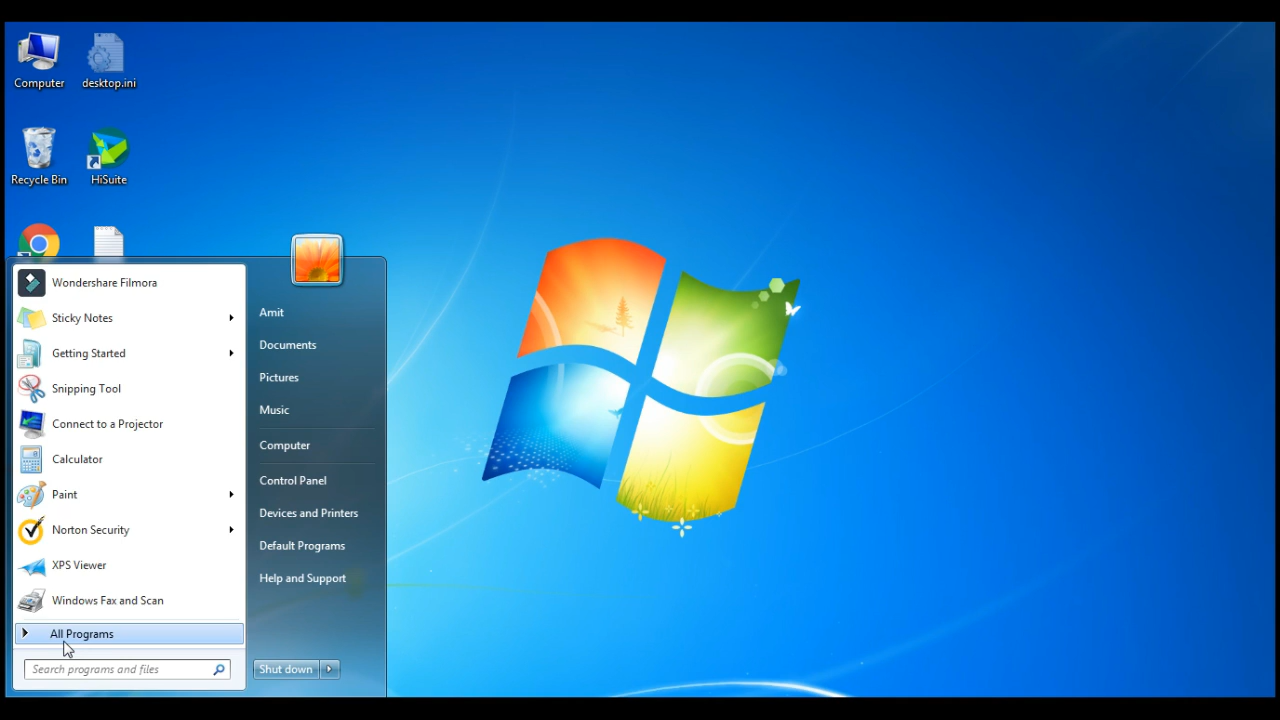 Computer
desktop.ini
Recycle Bin
HiSuite
Wondershare Filmora
Sticky Notes
Getting Started
Snipping Tool
Connect to a Projector
Calculator
Paint
Norton Security
XPS Viewer
Windows Fax and Scan
All Programs
Search programs and files
Amit
Documents
Pictures
Music
Computer
Control Panel
Devices and Printers
Default Programs
Help and Support
Shut down